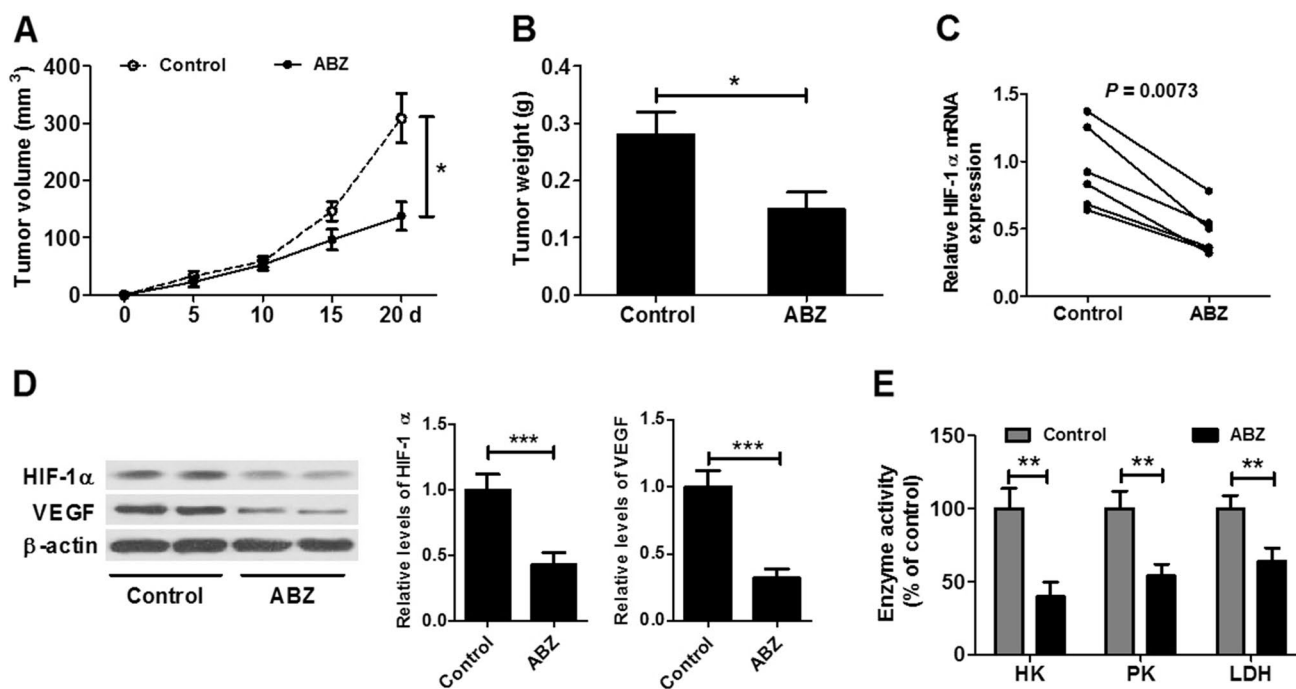 A
Control
ABZ
Tumor volume (mm³)
400
300
200
100
0
0 5 10 15 20 d
*
B
Tumor weight (g)
0.4
0.3
0.2
0.1
0.0
*
Control ABZ
C
P = 0.0073
Relative HIF-1 α mRNA
expression
1.5
1.0
0.5
0.0
Control ABZ
D
HIF-1α
VEGF
β-actin
Control ABZ
Relative levels of HIF-1 α
1.5
1.0
0.5
0.0
***
Control ABZ
Relative levels of VEGF
1.5
1.0
0.5
0.0
***
Control ABZ
E
Control ABZ
Enzyme activity
(% of control)
150
100
50
0
** ** **
HK PK LDH